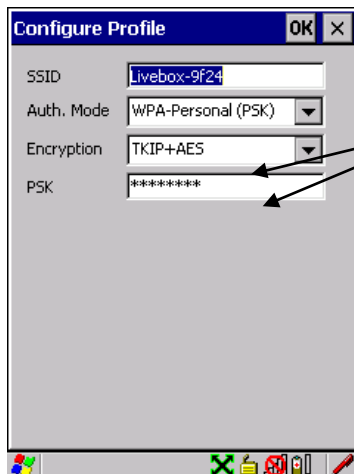 Configure Profile OK ×
SSID Livebox-9f24
Auth. Mode WPA-Personal (PSK)
Encryption TKIP+AES
PSK ********